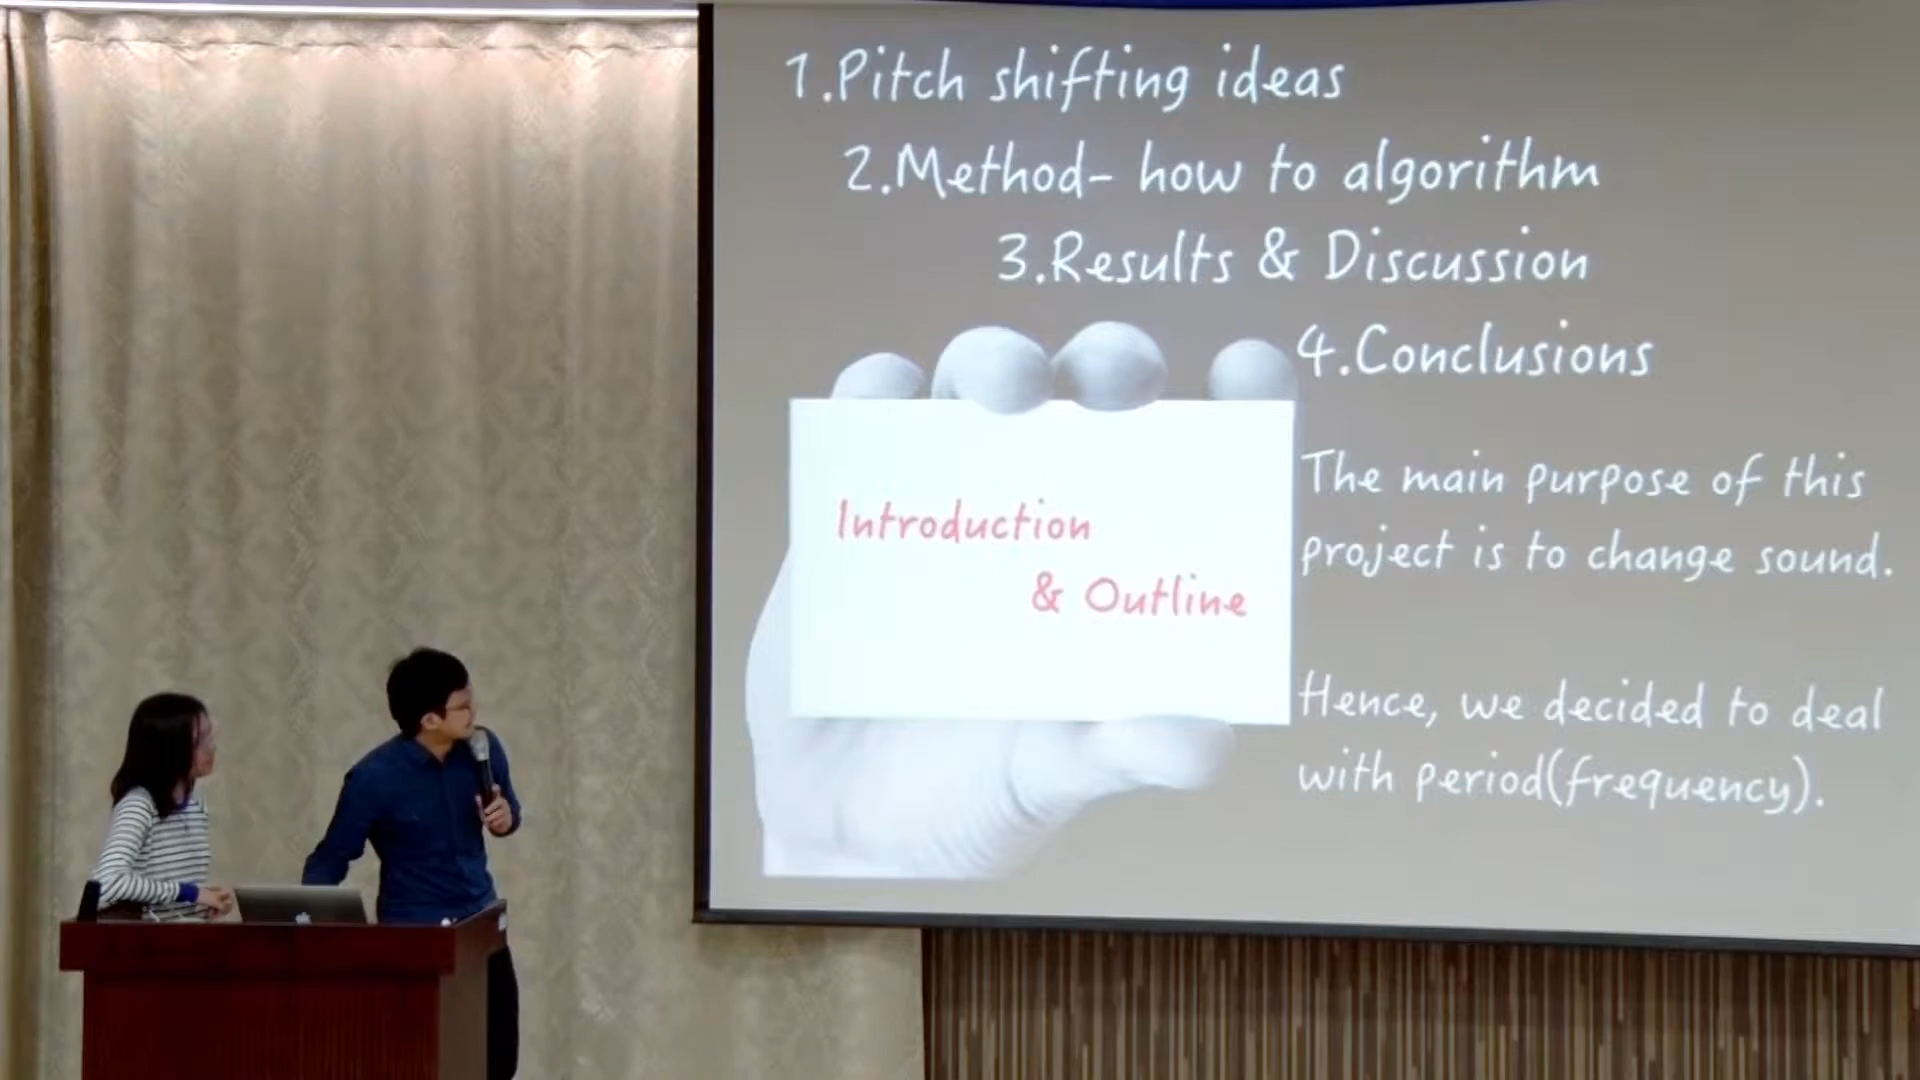 1.Pitch shifting ideas
2.Method- how to algorithm
3.Results & Discussion
4.Conclusions
Introduction
& Outline
The main purpose of this
project is to change sound.
Hence, we decided to deal
with period(frequency).